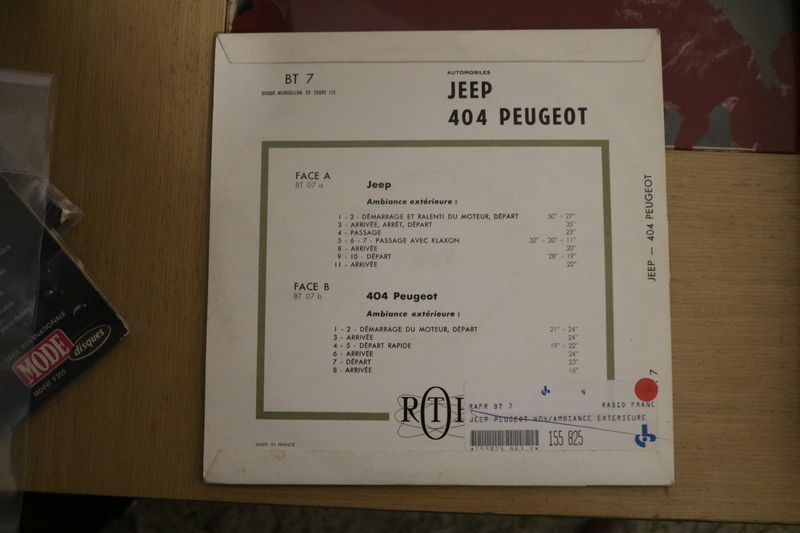 BT 7
DISQUE MICROSILLON 33 TOURS 1/3
AUTOMOBILES
JEEP
404 PEUGEOT
FACE A
BT 07 a
Jeep
Ambiance extérieure :
1 - 2 - DÉMARRAGE ET RALENTI DU MOTEUR, DÉPART 50" - 27"
3 - ARRIVÉE, ARRÊT, DÉPART 35"
4 - PASSAGE 23"
5 - 6 - 7 - PASSAGE AVEC KLAXON 32" - 20" - 11"
8 - ARRIVÉE 20"
9 - 10 - DÉPART 28" - 19"
11 - ARRIVÉE 22"
FACE B
BT 07 b
404 Peugeot
Ambiance extérieure :
1 - 2 - DÉMARRAGE DU MOTEUR, DÉPART 21" - 24"
3 - ARRIVÉE 24"
4 - 5 - DÉPART RAPIDE 19" - 22"
6 - ARRIVÉE 24"
7 - DÉPART 23"
8 - ARRIVÉE 16"
RTF
MADE IN FRANCE
JEEP — 404 PEUGEOT
7
N
RAFR BT 7 RADIO FRANC
JEEP PEUGEOT 404/AMBIANCE EXTERIEURE
155 825
SÉRIE INTERNATIONALE
MODE
disques